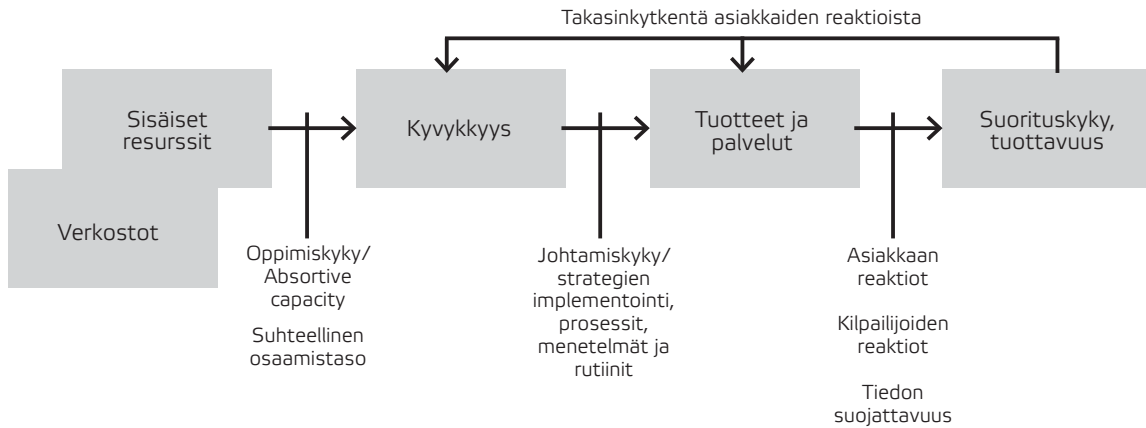 Takasinkytkentä asiakkaiden reaktioista
Sisäiset
resurssit
Verkostot
Kyvykkyys
Tuotteet ja
palvelut
Suorituskyky,
tuottavuus
Oppimiskyky/
Absortive
capacity
Suhteellinen
osaamistaso
Johtamiskyky/
strategien
implementointi,
prosessit,
menetelmät ja
rutiinit
Asiakkaan
reaktiot
Kilpailijoiden
reaktiot
Tiedon
suojattavuus